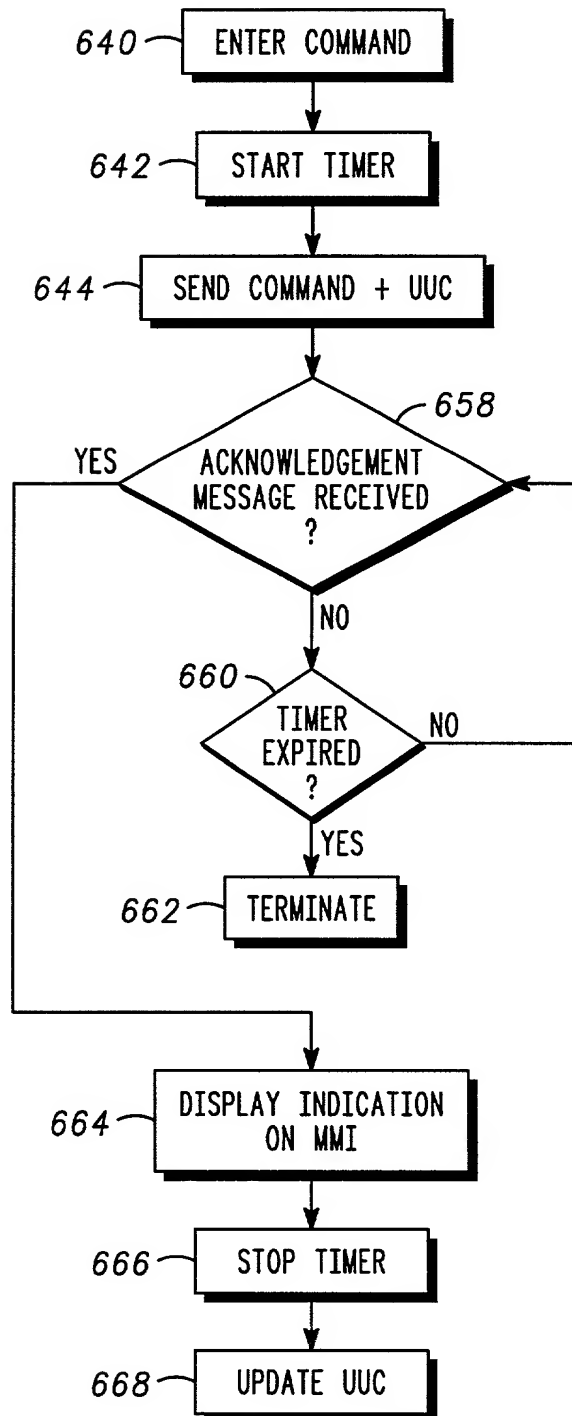 640
ENTER COMMAND
642
START TIMER
644
SEND COMMAND + UUC
658
YES
ACKNOWLEDGEMENT
MESSAGE RECEIVED
?
NO
660
TIMER
EXPIRED
?
NO
YES
662
TERMINATE
664
DISPLAY INDICATION
ON MMI
666
STOP TIMER
668
UPDATE UUC